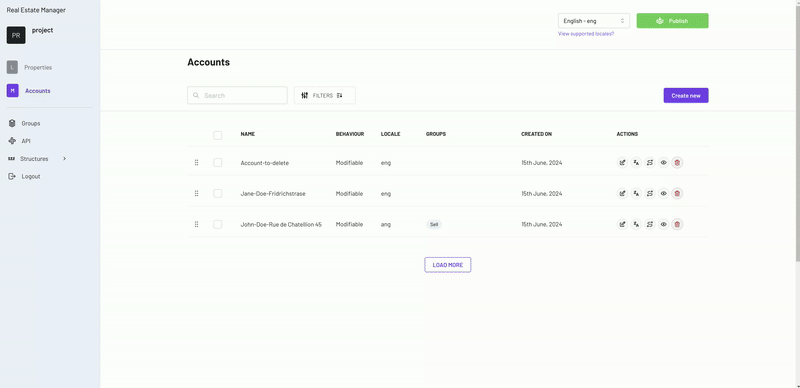 Real Estate Manager
PR
project
L
Properties
M
Accounts
Groups
API
Structures
Logout
English - eng
Publish
View supported locales?
Accounts
Search
FILTERS
Create new
NAME BEHAVIOUR LOCALE GROUPS CREATED ON ACTIONS
Account-to-delete Modifiable eng 15th June, 2024
Jane-Doe-Fridrichstrase Modifiable eng 15th June, 2024
John-Doe-Rue de Chatellion 45 Modifiable ang Sell 15th June, 2024
LOAD MORE